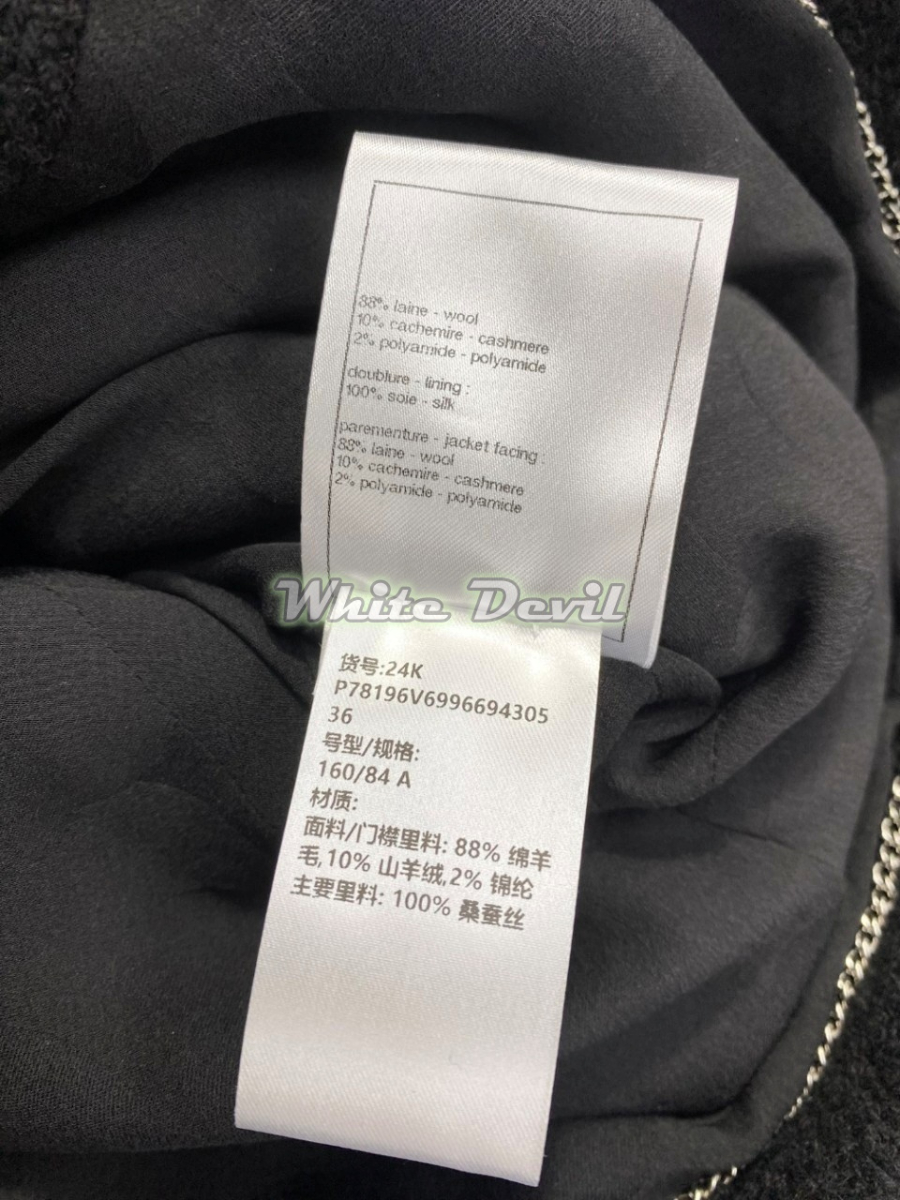 88% laine - wool
10% cachemire - cashmere
2% polyamide - polyamide
doublure - lining :
100% soie - silk
parementure - jacket facing :
88% laine - wool
10% cachemire - cashmere
2% polyamide - polyamide
White Devil
货号:24K
P78196V6996694305
36
号型/规格:
160/84 A
材质:
面料/门襟里料: 88% 绵羊
毛,10% 山羊绒,2% 锦纶
主要里料: 100% 桑蚕丝